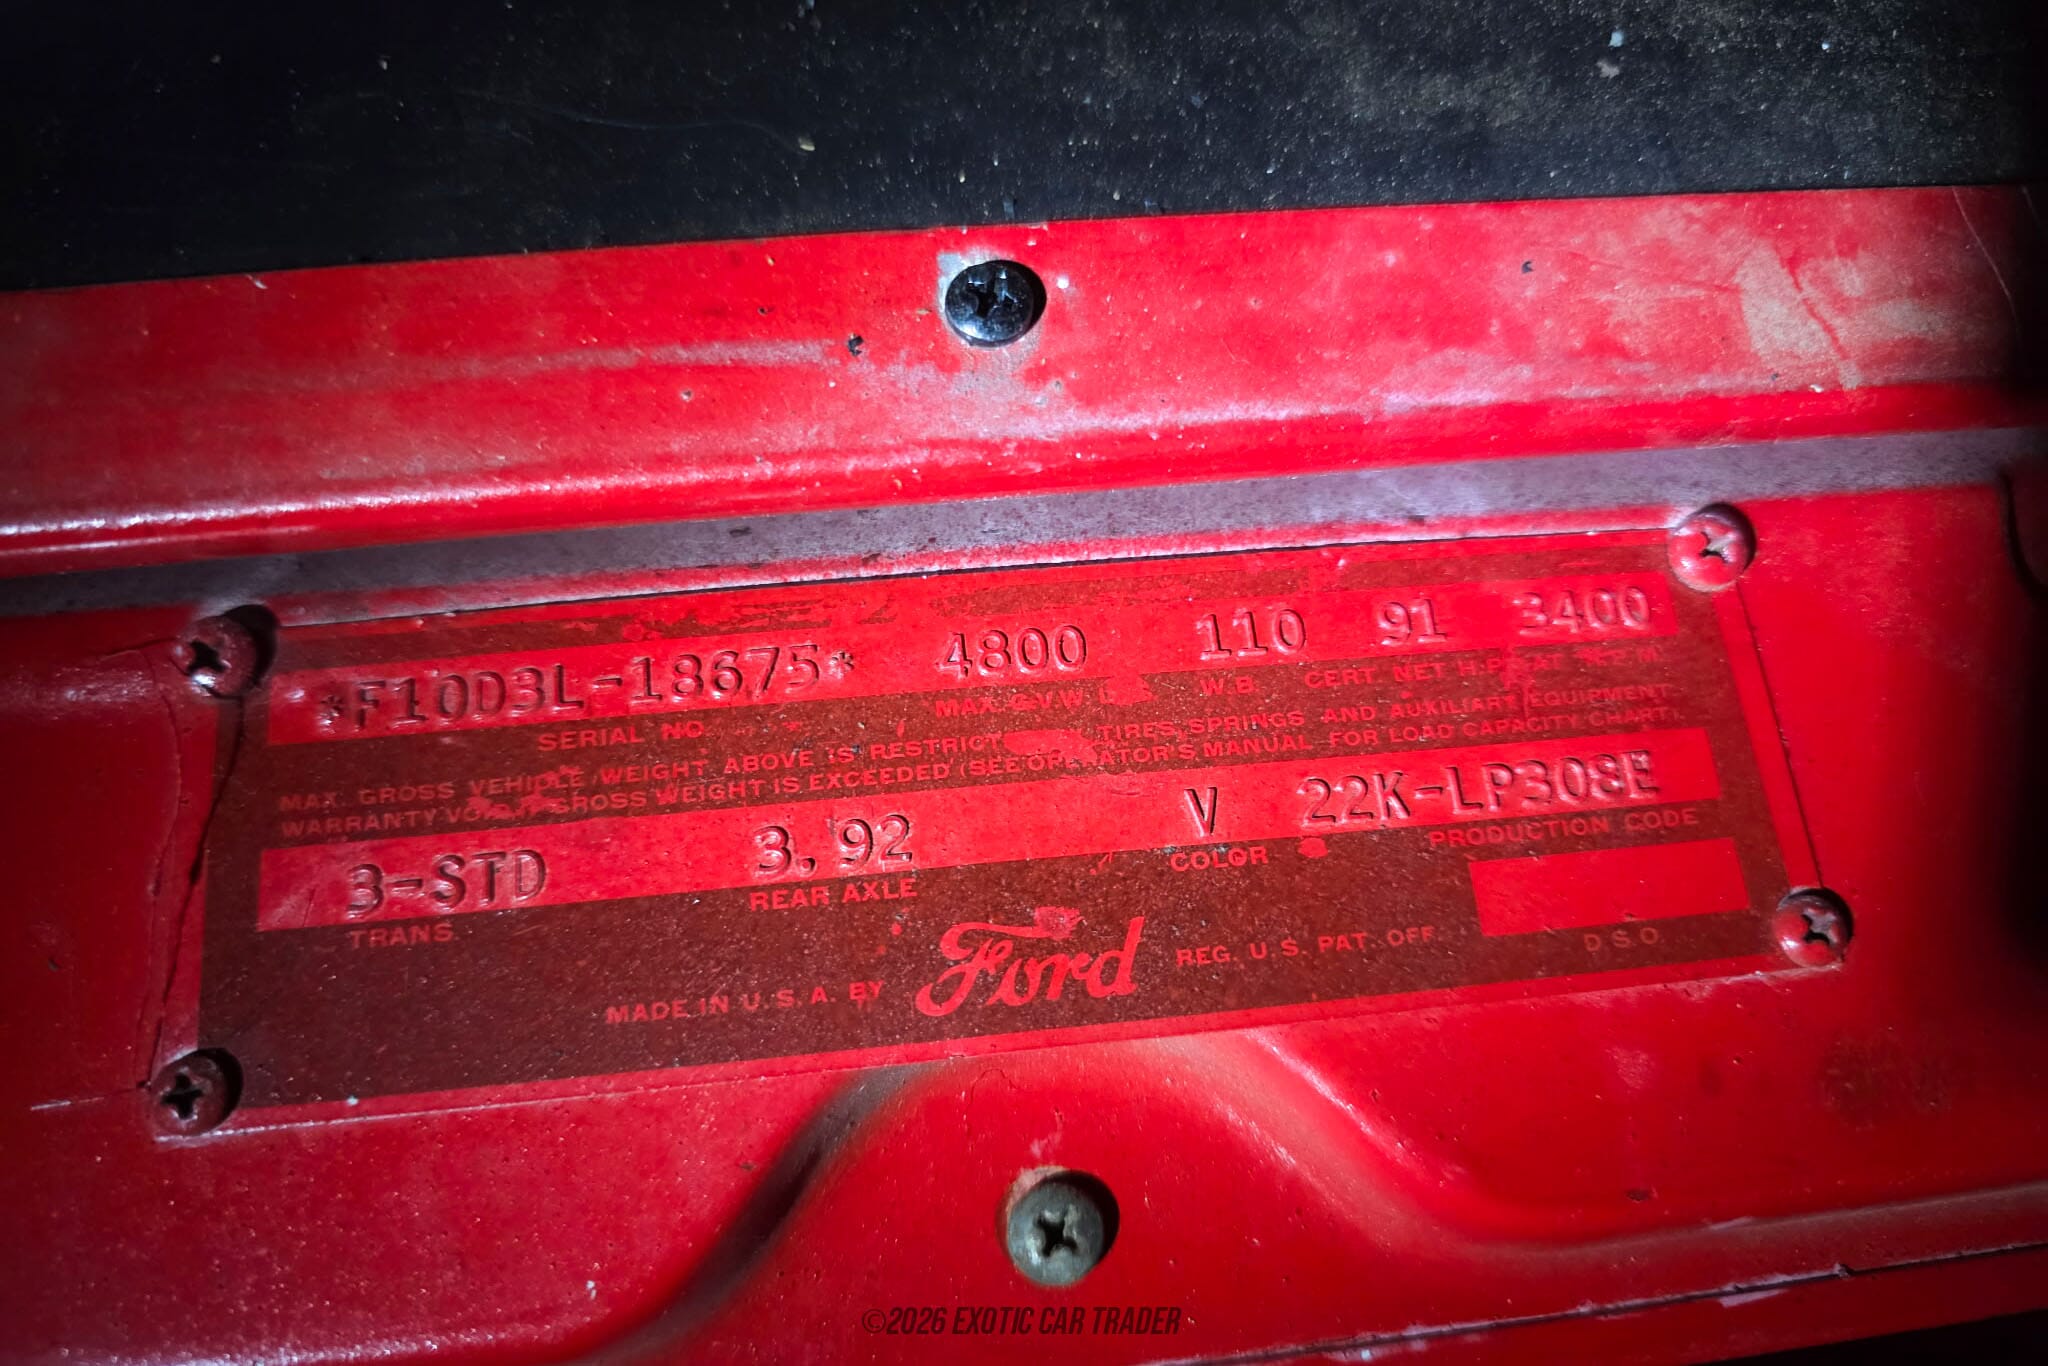 *F10D3L-18675* 4800 110 91 3400
SERIAL NO MAX. G.V.W. W.B. CERT. NET H.P. AT R.P.M.
MAX. GROSS VEHICLE WEIGHT ABOVE IS RESTRICT TIRES, SPRINGS AND AUXILIARY EQUIPMENT
WARRANTY VOID IF GROSS WEIGHT IS EXCEEDED (SEE OPERATOR'S MANUAL FOR LOAD CAPACITY CHART)
3-STD 3.92 V 22K-LP308E
TRANS REAR AXLE COLOR PRODUCTION CODE
MADE IN U.S.A. BY Ford REG. U.S. PAT. OFF. D S O
©2026 EXOTIC CAR TRADER